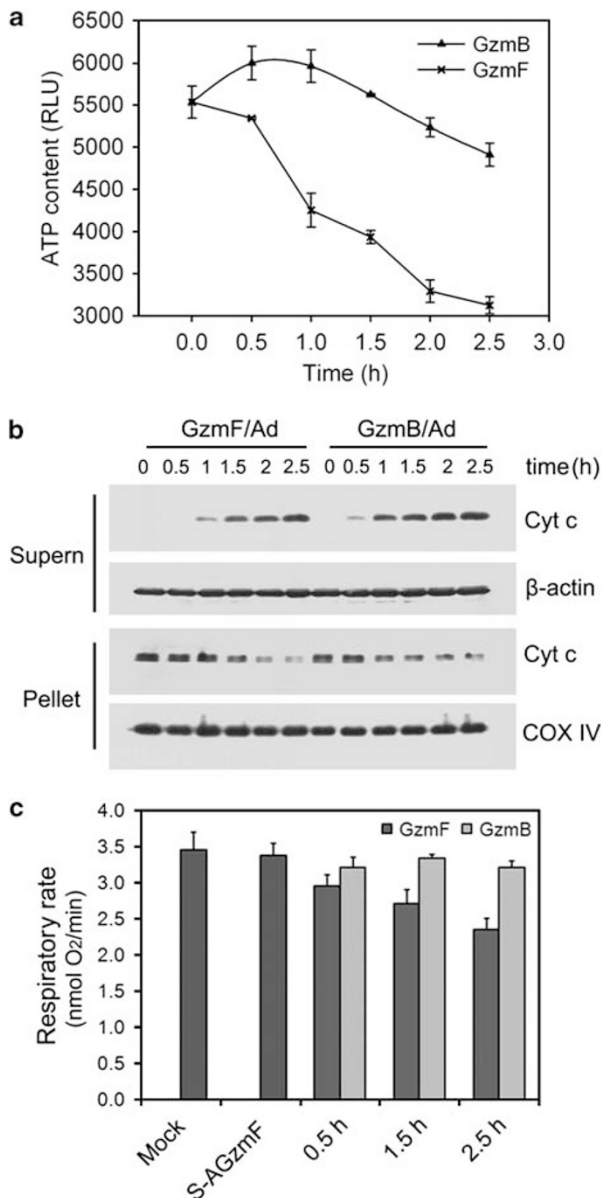 a
6500
6000
5500
5000
4500
4000
3500
3000
ATP content (RLU)
GzmB
GzmF
0.0 0.5 1.0 1.5 2.0 2.5 3.0
Time (h)
b
GzmF/Ad GzmB/Ad
0 0.5 1 1.5 2 2.5 0 0.5 1 1.5 2 2.5 time(h)
Supern
Cyt c
β-actin
Pellet
Cyt c
COX IV
c
4.0
3.5
3.0
2.5
2.0
1.5
1.0
0.5
0.0
Respiratory rate
(nmol O2/min)
GzmF GzmB
Mock
S-AGzmF
0.5 h
1.5 h
2.5 h